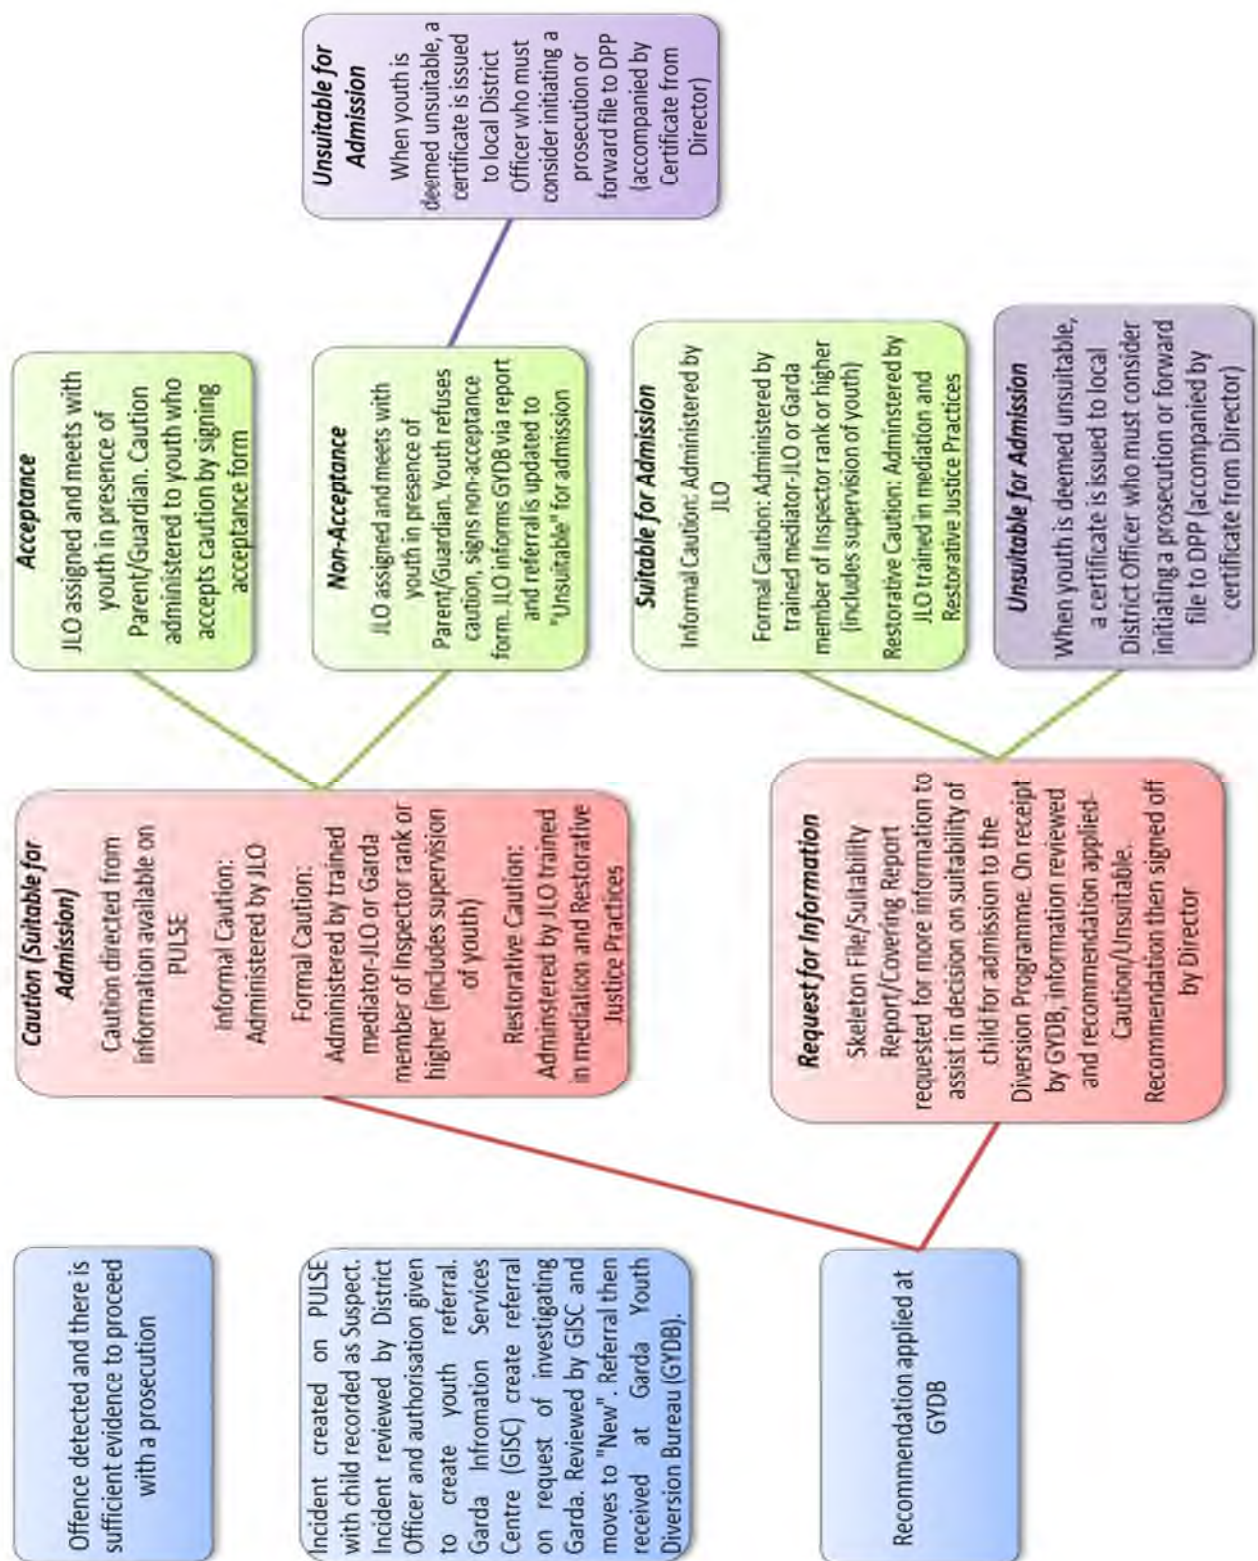 Offence detected and there is
sufficient evidence to proceed
with a prosecution
Incident created on PULSE
with child recorded as Suspect.
Incident reviewed by District
Officer and authorisation given
to create youth referral.
Garda Infromation Services
Centre (GISC) create referral
on request of investigating
Garda. Reviewed by GISC and
moves to "New". Referral then
received at Garda Youth
Diversion Bureau (GYDB).
Recommendation applied at
GYDB
Caution (Suitable for
Admission)
Caution directed from
information available on
PULSE
Informal Caution:
Administered by JLO
Formal Caution:
Administered by trained
mediator-JLO or Garda
member of Inspector rank or
higher (includes supervision
of youth)
Restorative Caution:
Adminstered by JLO trained
in mediation and Restorative
Justice Practices
Request for Information
Skeleton File/Suitability
Report/Covering Report
requested for more information to
assist in decision on suitability of
child for admission to the
Diversion Programme. On receipt
by GYDB, information reviewed
and recommendation applied-
Caution/Unsuitable.
Recommendation then signed off
by Director
Acceptance
JLO assigned and meets with
youth in presence of
Parent/Guardian. Caution
administered to youth who
accepts caution by signing
acceptance form
Non-Acceptance
JLO assigned and meets with
youth in presence of
Parent/Guardian. Youth refuses
caution, signs non-acceptance
form. JLO informs GYDB via report
and referral is updated to
"Unsuitable" for admission
Suitable for Admission
Informal Caution: Administered by
JLO
Formal Caution: Administered by
trained mediator-JLO or Garda
member of Inspector rank or higher
(includes supervision of youth)
Restorative Caution: Adminstered by
JLO trained in mediation and
Restorative Justice Practices
Unsuitable for Admission
When youth is deemed unsuitable,
a certificate is issued to local
District Officer who must consider
initiating a prosecution or forward
file to DPP (accompanied by
certificate from Director)
Unsuitable for
Admission
When youth is
deemed unsuitable, a
certificate is issued
to local District
Officer who must
consider initiating a
prosecution or
forward file to DPP
(accompanied by
Certificate from
Director)